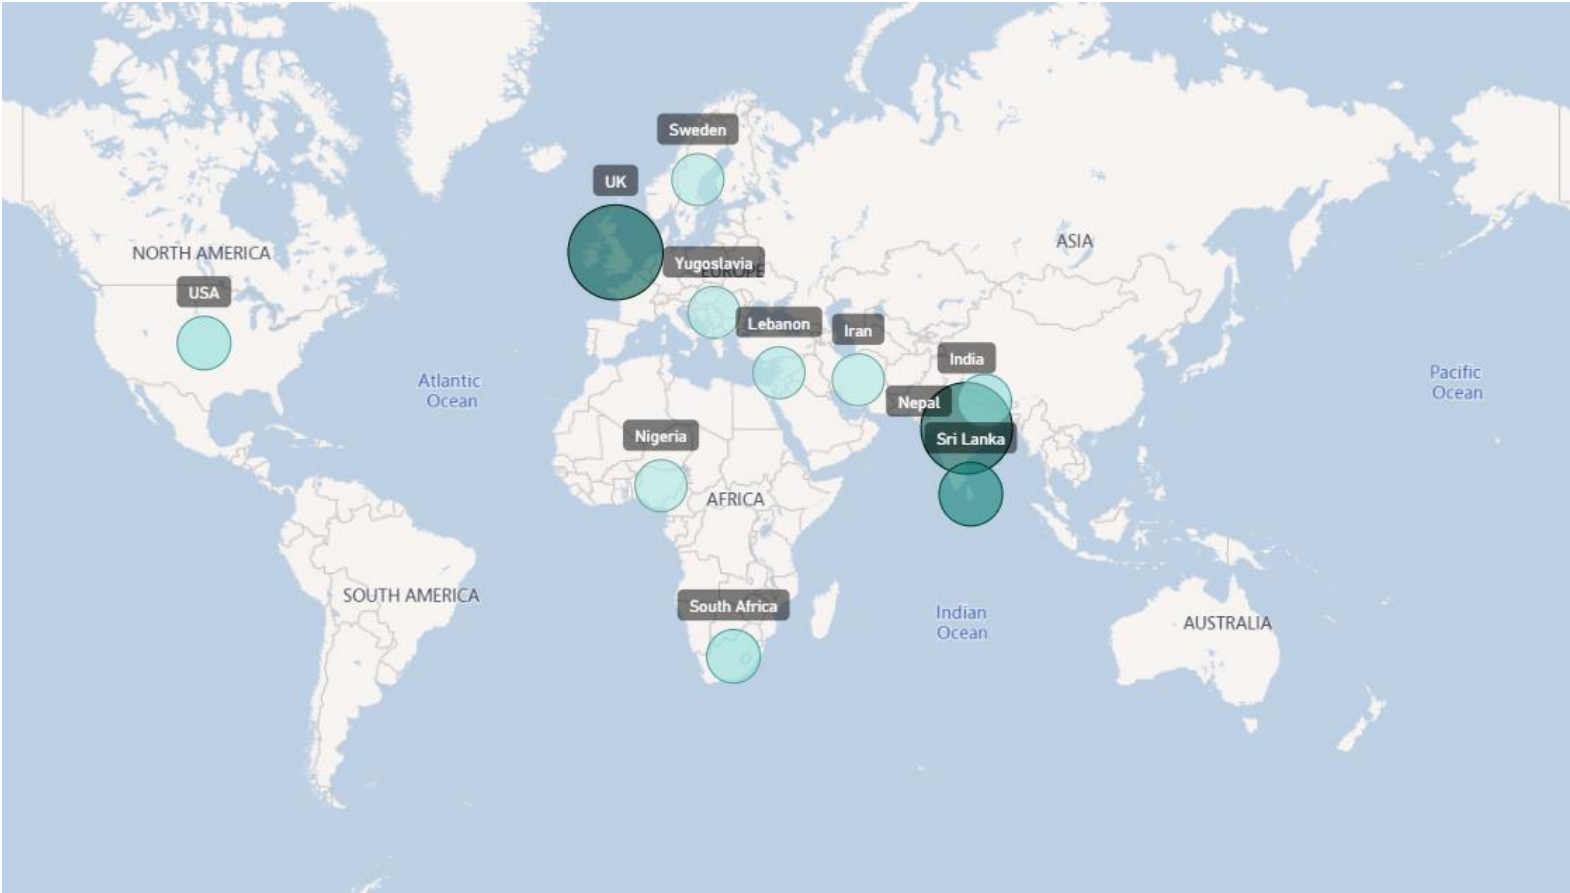 Sweden
UK
ASIA
NORTH AMERICA
Yugoslavia
EUROPE
USA
Lebanon
Iran
India
Atlantic
Ocean
Pacific
Ocean
Nepal
Nigeria
Sri Lanka
AFRICA
SOUTH AMERICA
South Africa
Indian
Ocean
AUSTRALIA